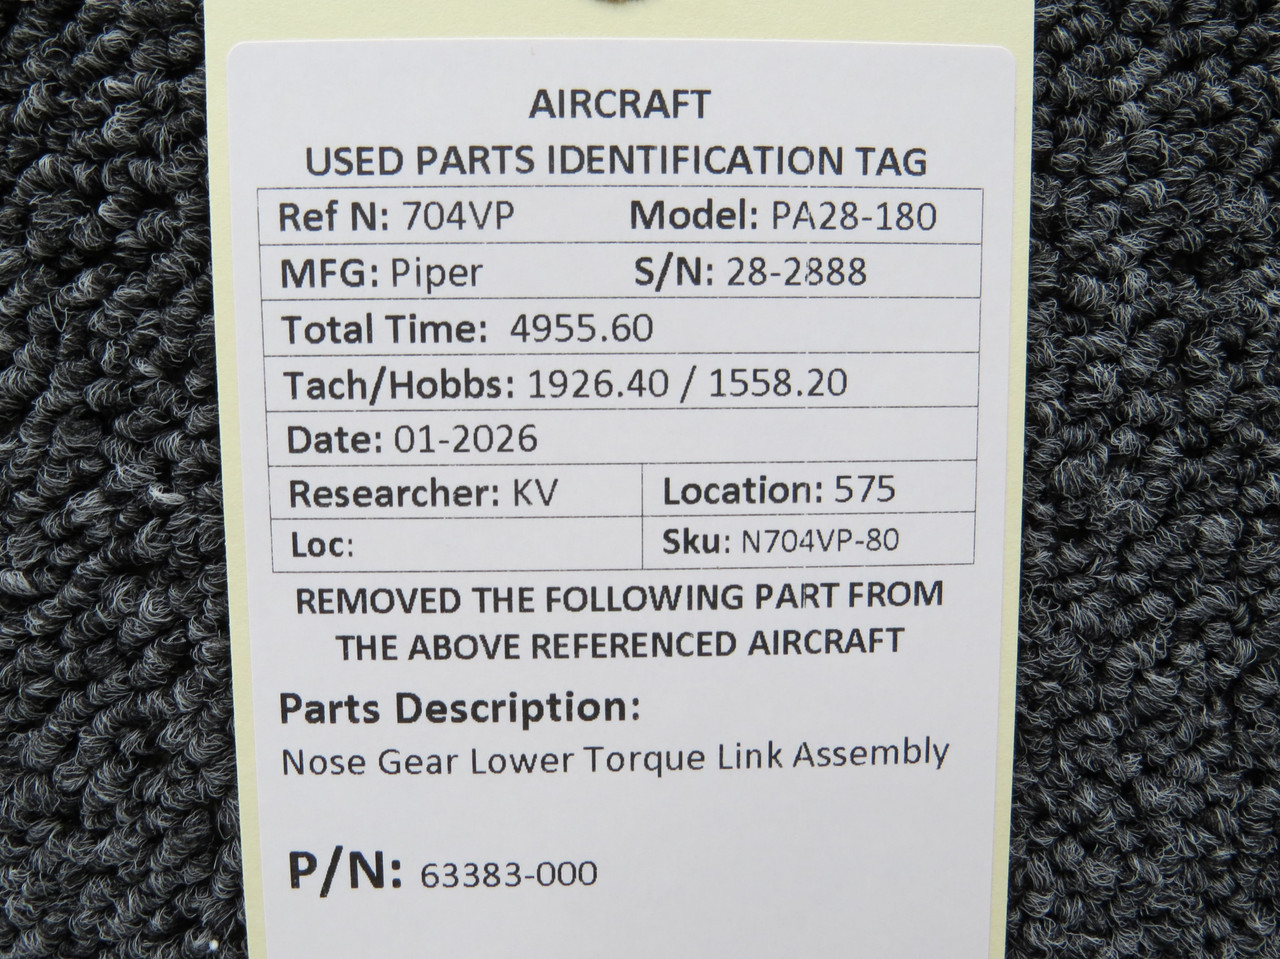 AIRCRAFT
USED PARTS IDENTIFICATION TAG
Ref N: 704VP Model: PA28-180
MFG: Piper S/N: 28-2888
Total Time: 4955.60
Tach/Hobbs: 1926.40 / 1558.20
Date: 01-2026
Researcher: KV Location: 575
Loc: Sku: N704VP-80
REMOVED THE FOLLOWING PART FROM
THE ABOVE REFERENCED AIRCRAFT
Parts Description:
Nose Gear Lower Torque Link Assembly
P/N: 63383-000